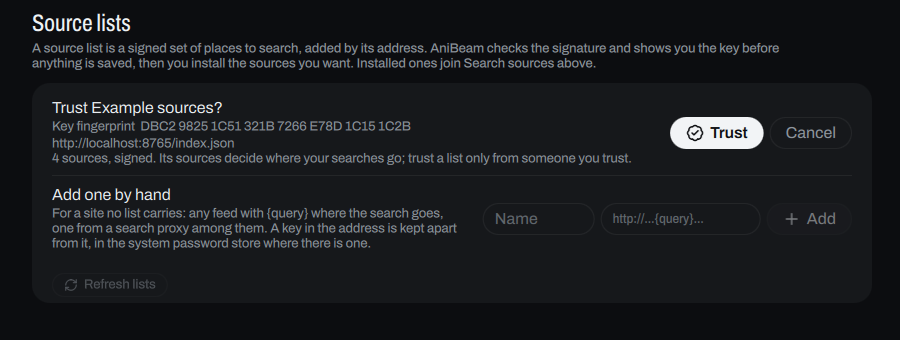 Source lists
A source list is a signed set of places to search, added by its address. AniBeam checks the signature and shows you the key before
anything is saved, then you install the sources you want. Installed ones join Search sources above.
Trust Example sources?
Key fingerprint DBC2 9825 1C51 321B 7266 E78D 1C15 1C2B
http://localhost:8765/index.json
4 sources, signed. Its sources decide where your searches go; trust a list only from someone you trust.
Trust
Cancel
Add one by hand
For a site no list carries: any feed with {query} where the search goes,
one from a search proxy among them. A key in the address is kept apart
from it, in the system password store where there is one.
Name
http://...{query}...
Add
Refresh lists